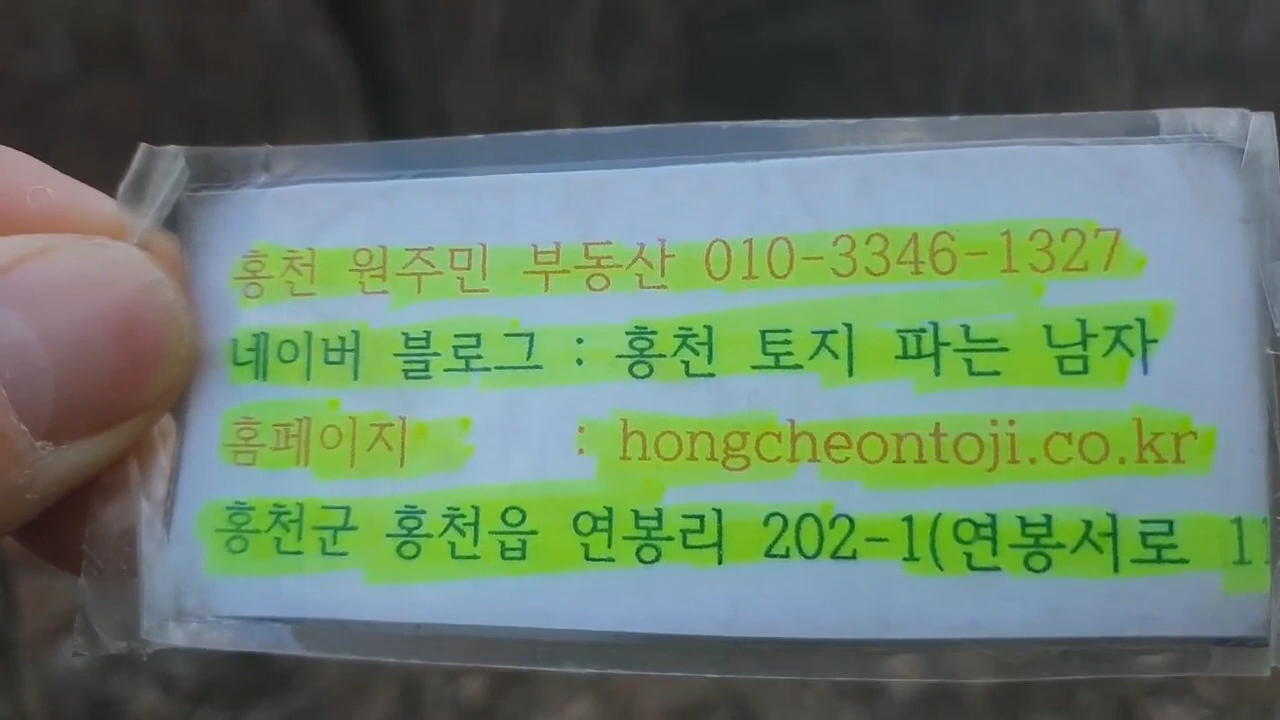 홍천 원주민 부동산 010-3346-1327
네이버 블로그 : 홍천 토지 파는 남자
홈페이지 : hongcheontoji.co.kr
홍천군 홍천읍 연봉리 202-1(연봉서로